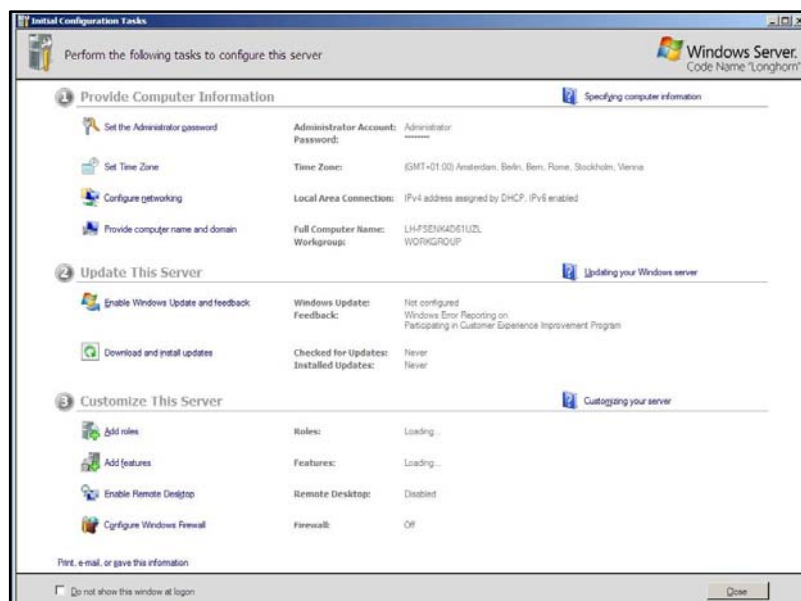 Initial Configuration Tasks
Perform the following tasks to configure this server
Windows Server.
Code Name "Longhorn"
1 Provide Computer Information
Specifying computer information
Set the Administrator password
Administrator Account: Administrator
Password: ********
Set Time Zone
Time Zone: (GMT+01:00) Amsterdam, Berlin, Bern, Rome, Stockholm, Vienna
Configure networking
Local Area Connection: IPv4 address assigned by DHCP, IPv6 enabled
Provide computer name and domain
Full Computer Name:
Workgroup: WORKGROUP
2 Update This Server
Updating your Windows server
Enable Windows Update and feedback
Windows Update: Not configured
Feedback: Windows Error Reporting on
Participating in Customer Experience Improvement Program
Download and install updates
Checked for Updates: Never
Installed Updates: Never
3 Customize This Server
Customizing your server
Add roles
Roles: Loading...
Add features
Features: Loading...
Enable Remote Desktop
Remote Desktop: Disabled
Configure Windows Firewall
Firewall: Off
Print, e-mail, or save this information
Do not show this window at logon
Close